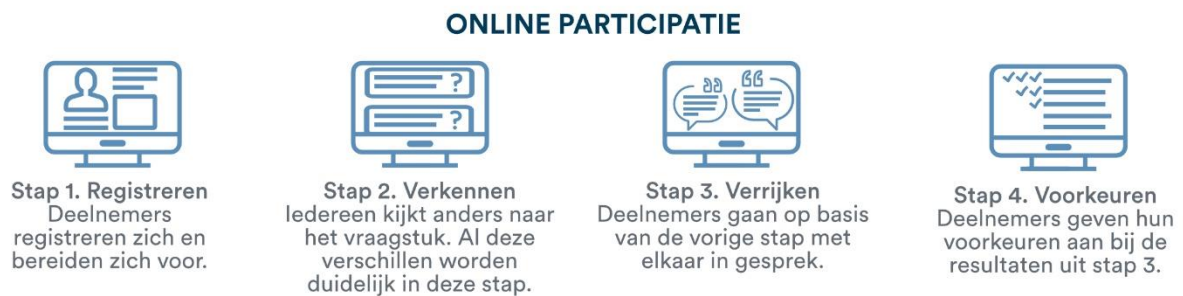 ONLINE PARTICIPATIE
?
?
Stap 1. Registreren
Deelnemers
registreren zich en
bereiden zich voor.
Stap 2. Verkennen
Iedereen kijkt anders naar
het vraagstuk. Al deze
verschillen worden
duidelijk in deze stap.
Stap 3. Verrijken
Deelnemers gaan op basis
van de vorige stap met
elkaar in gesprek.
Stap 4. Voorkeuren
Deelnemers geven hun
voorkeuren aan bij de
resultaten uit stap 3.